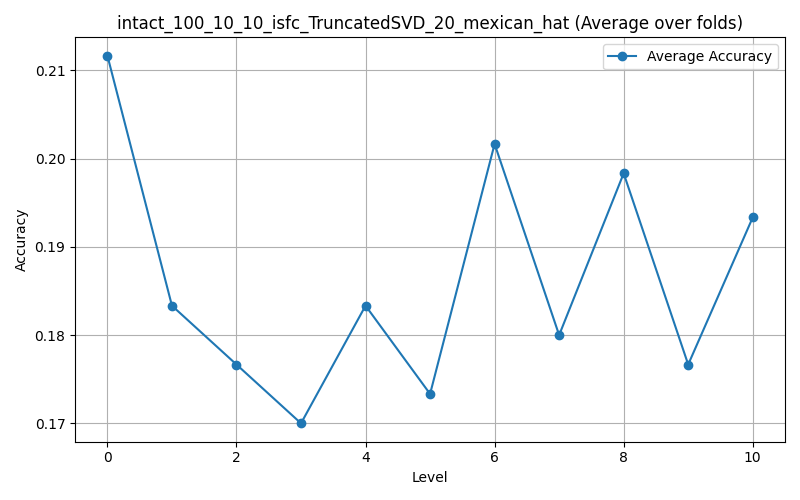 intact_100_10_10_isfc_TruncatedSVD_20_mexican_hat (Average over folds)
Average Accuracy
0.21
0.20
0.19
0.18
0.17
Accuracy
0 2 4 6 8 10
Level